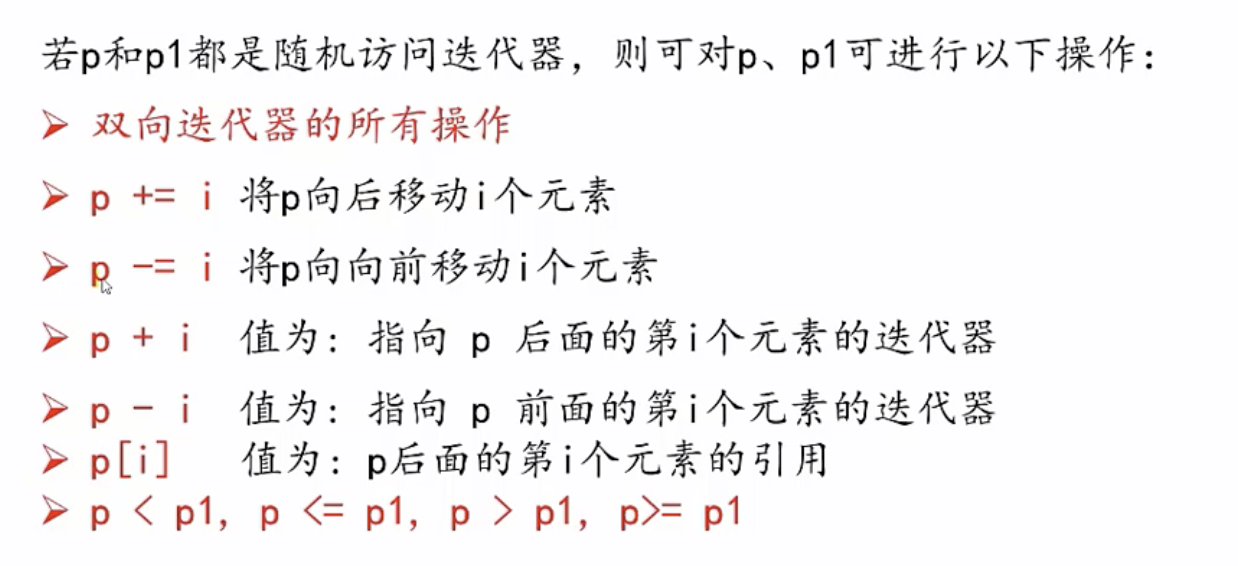 若p和p1都是随机访问迭代器，则可对p、p1可进行以下操作：
➢ 双向迭代器的所有操作
➢ p += i 将p向后移动i个元素
➢ p -= i 将p向向前移动i个元素
➢ p + i 值为：指向 p 后面的第i个元素的迭代器
➢ p - i 值为：指向 p 前面的第i个元素的迭代器
➢ p[i] 值为：p后面的第i个元素的引用
➢ p < p1, p <= p1, p > p1, p>= p1